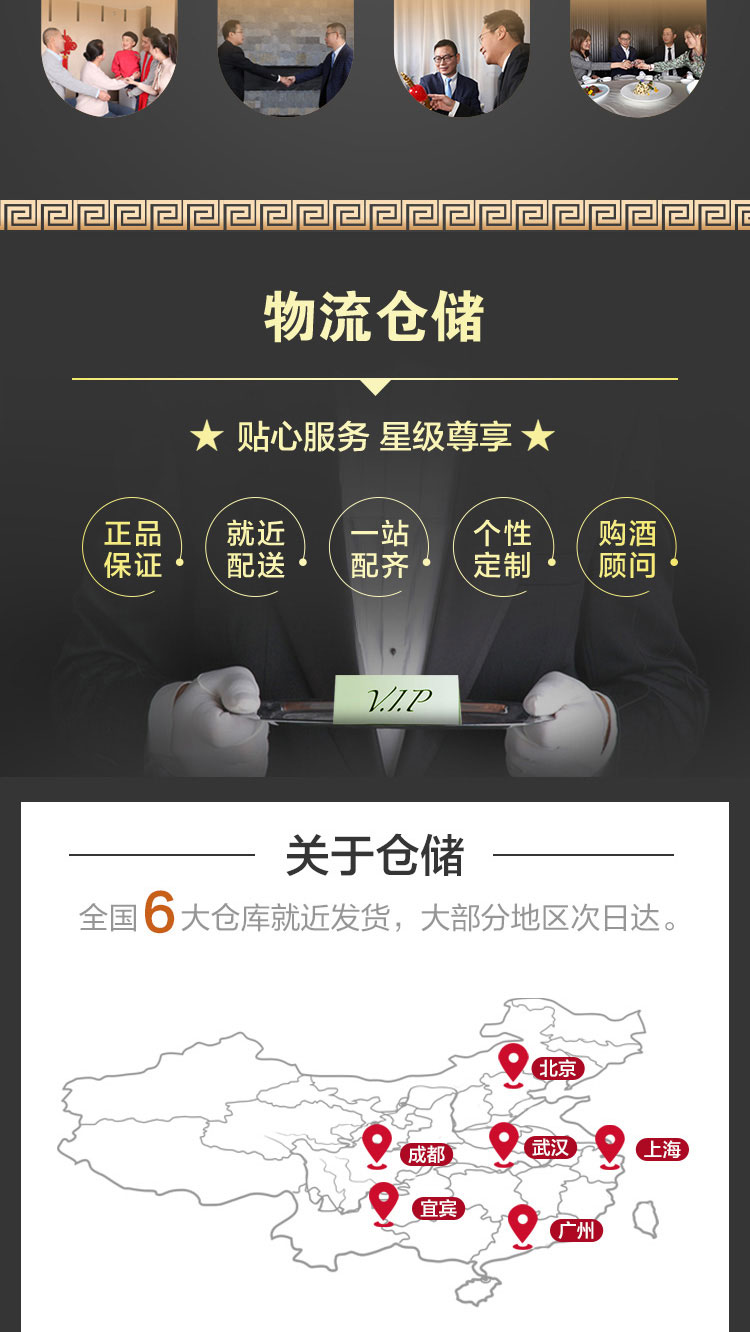 物流仓储
★ 贴心服务 星级尊享 ★
正品
保证
就近
配送
一站
配齐
个性
定制
购酒
顾问
V.I.P
关于仓储
全国6大仓库就近发货，大部分地区次日达。
北京
成都
武汉
上海
宜宾
广州